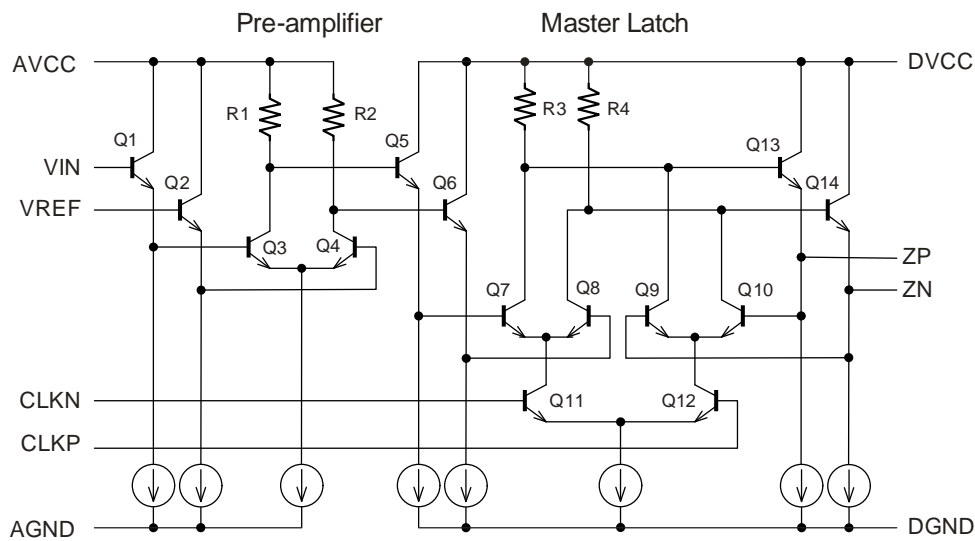 Pre-amplifier Master Latch
AVCC DVCC
R1 R2 R3 R4
Q1 Q5 Q13
VIN
Q2 Q6 Q14
VREF
Q3 Q4
ZP
Q7 Q8 Q9 Q10 ZN
CLKN Q11 Q12
CLKP
AGND DGND